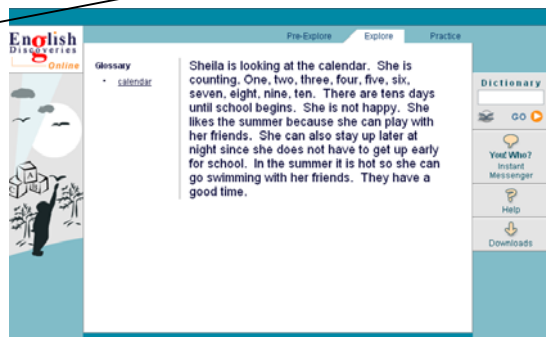 English
Discoveries
Online
Pre-Explore Explore Practice
Glossary
• calendar
Sheila is looking at the calendar. She is
counting. One, two, three, four, five, six,
seven, eight, nine, ten. There are tens days
until school begins. She is not happy. She
likes the summer because she can play with
her friends. She can also stay up later at
night since she does not have to get up early
for school. In the summer it is hot so she can
go swimming with her friends. They have a
good time.
Dictionary
GO
You! Who?
Instant
Messenger
Help
Downloads